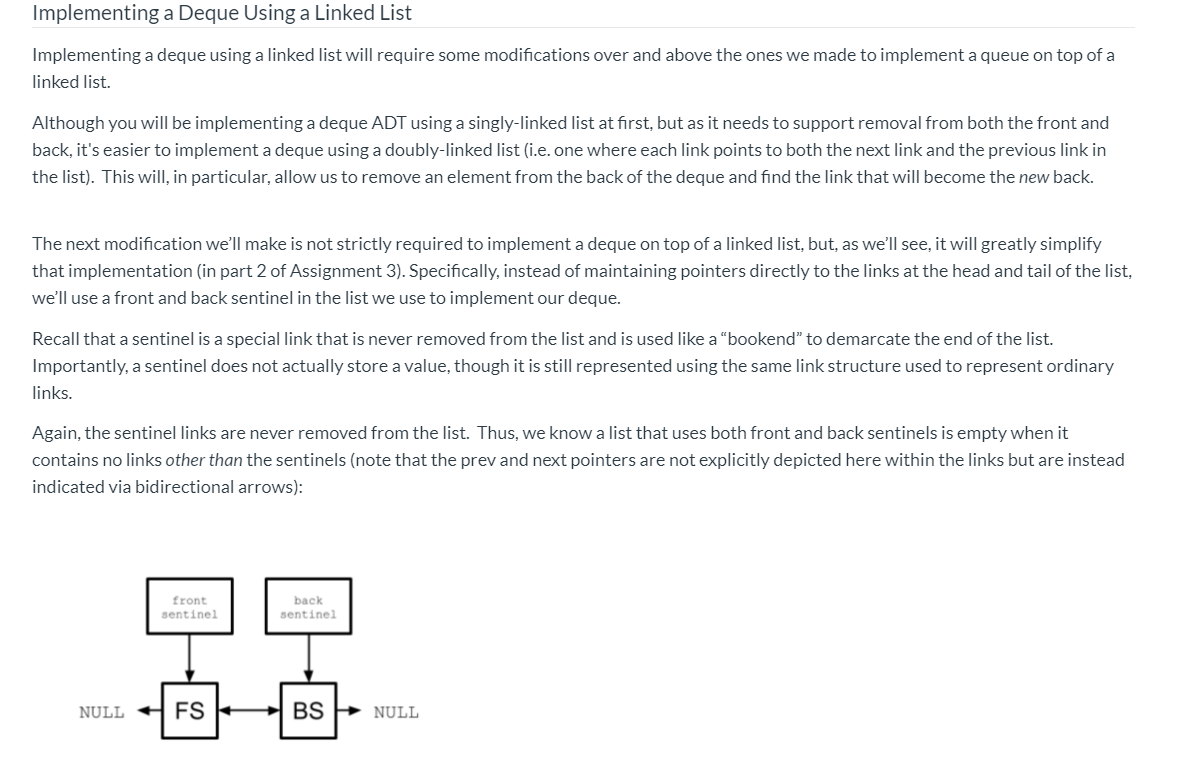 Implementing a Deque Using a Linked List
Implementing a deque using a linked list will require some modifications over and above the ones we made to implement a queue on top of a
linked list.
Although you will be implementing a deque ADT using a singly-linked list at first, but as it needs to support removal from both the front and
back, it's easier to implement a deque using a doubly-linked list (i.e. one where each link points to both the next link and the previous link in
the list).  This will, in particular, allow us to remove an element from the back of the deque and find the link that will become the new back.
The next modification we’ll make is not strictly required to implement a deque on top of a linked list, but, as we’ll see, it will greatly simplify
that implementation (in part 2 of Assignment 3). Specifically, instead of maintaining pointers directly to the links at the head and tail of the list,
we’ll use a front and back sentinel in the list we use to implement our deque.
Recall that a sentinel is a special link that is never removed from the list and is used like a “bookend” to demarcate the end of the list.
Importantly, a sentinel does not actually store a value, though it is still represented using the same link structure used to represent ordinary
links.
Again, the sentinel links are never removed from the list.  Thus, we know a list that uses both front and back sentinels is empty when it
contains no links other than the sentinels (note that the prev and next pointers are not explicitly depicted here within the links but are instead
indicated via bidirectional arrows):
front
sentinel
back
sentinel
NULL FS BS NULL